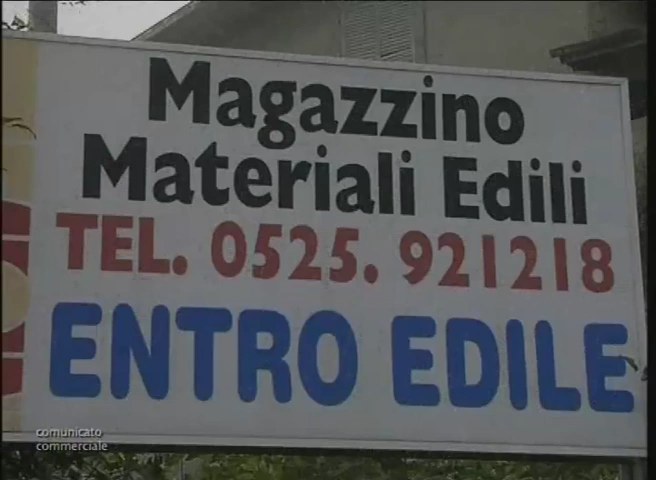 Magazzino
Materiali Edili
TEL. 0525. 921218
ENTRO EDILE
comunicato
commerciale